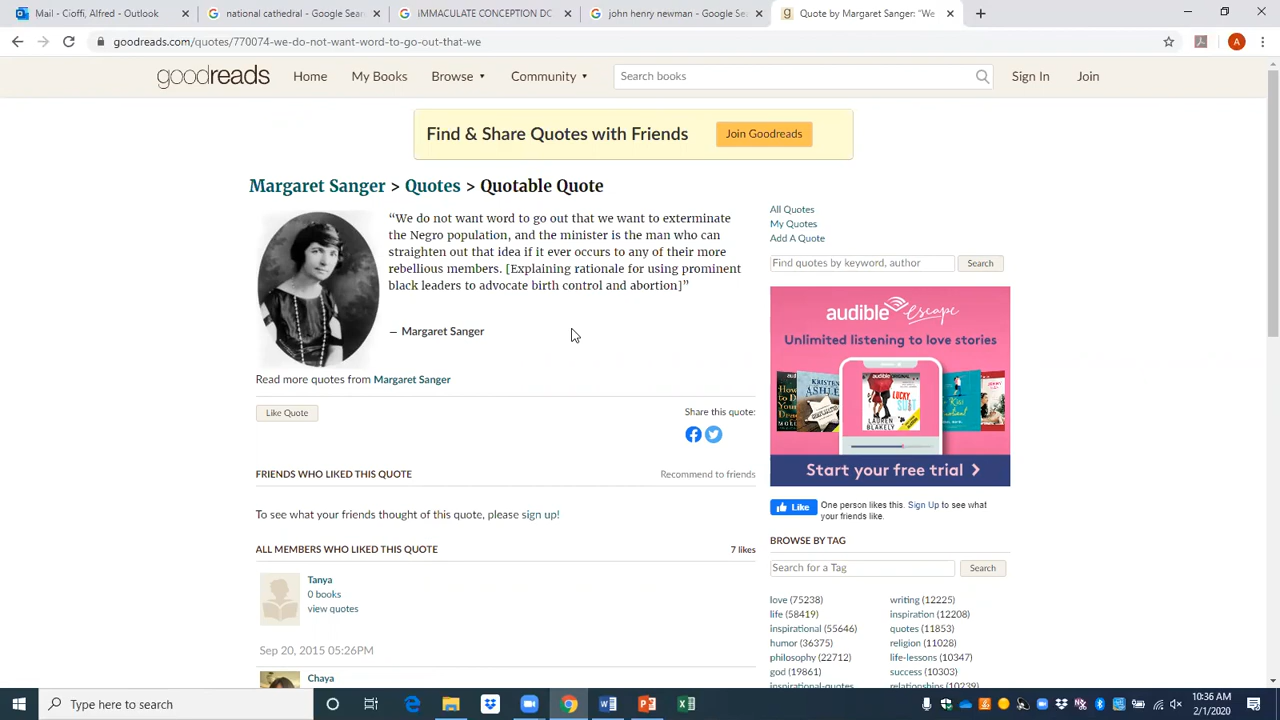 Mail - Cioffi, Alfred - Outlook
national catholic educational
IMMACULATE CONCEPTION DC
john henry newman - Google Se
Quote by Margaret Sanger: “We
goodreads.com/quotes/770074-we-do-not-want-word-to-go-out-that-we
A
goodreads
Home
My Books
Browse
Community
Search books
Sign In
Join
Find & Share Quotes with Friends
Join Goodreads
Margaret Sanger > Quotes > Quotable Quote
“We do not want word to go out that we want to exterminate
the Negro population, and the minister is the man who can
straighten out that idea if it ever occurs to any of their more
rebellious members. [Explaining rationale for using prominent
black leaders to advocate birth control and abortion]”
― Margaret Sanger
Read more quotes from Margaret Sanger
Like Quote
Share this quote:
FRIENDS WHO LIKED THIS QUOTE
Recommend to friends
To see what your friends thought of this quote, please sign up!
ALL MEMBERS WHO LIKED THIS QUOTE
7 likes
Tanya
0 books
view quotes
Sep 20, 2015 05:26PM
Chaya
All Quotes
My Quotes
Add A Quote
Find quotes by keyword, author
Search
audible escape
Unlimited listening to love stories
KRISTEN
ASHLEY
LUCKY
SUIT
LAUREN
BLAKELY
Start your free trial
Like
One person likes this. Sign Up to see what
your friends like.
BROWSE BY TAG
Search for a Tag
Search
love (75238)
writing (12225)
life (58419)
inspiration (12208)
inspirational (55646)
quotes (11853)
humor (36375)
religion (11028)
philosophy (22712)
life-lessons (10347)
god (19861)
success (10303)
inspirational-quotes
relationships (10239)
Type here to search
10:36 AM
2/1/2020